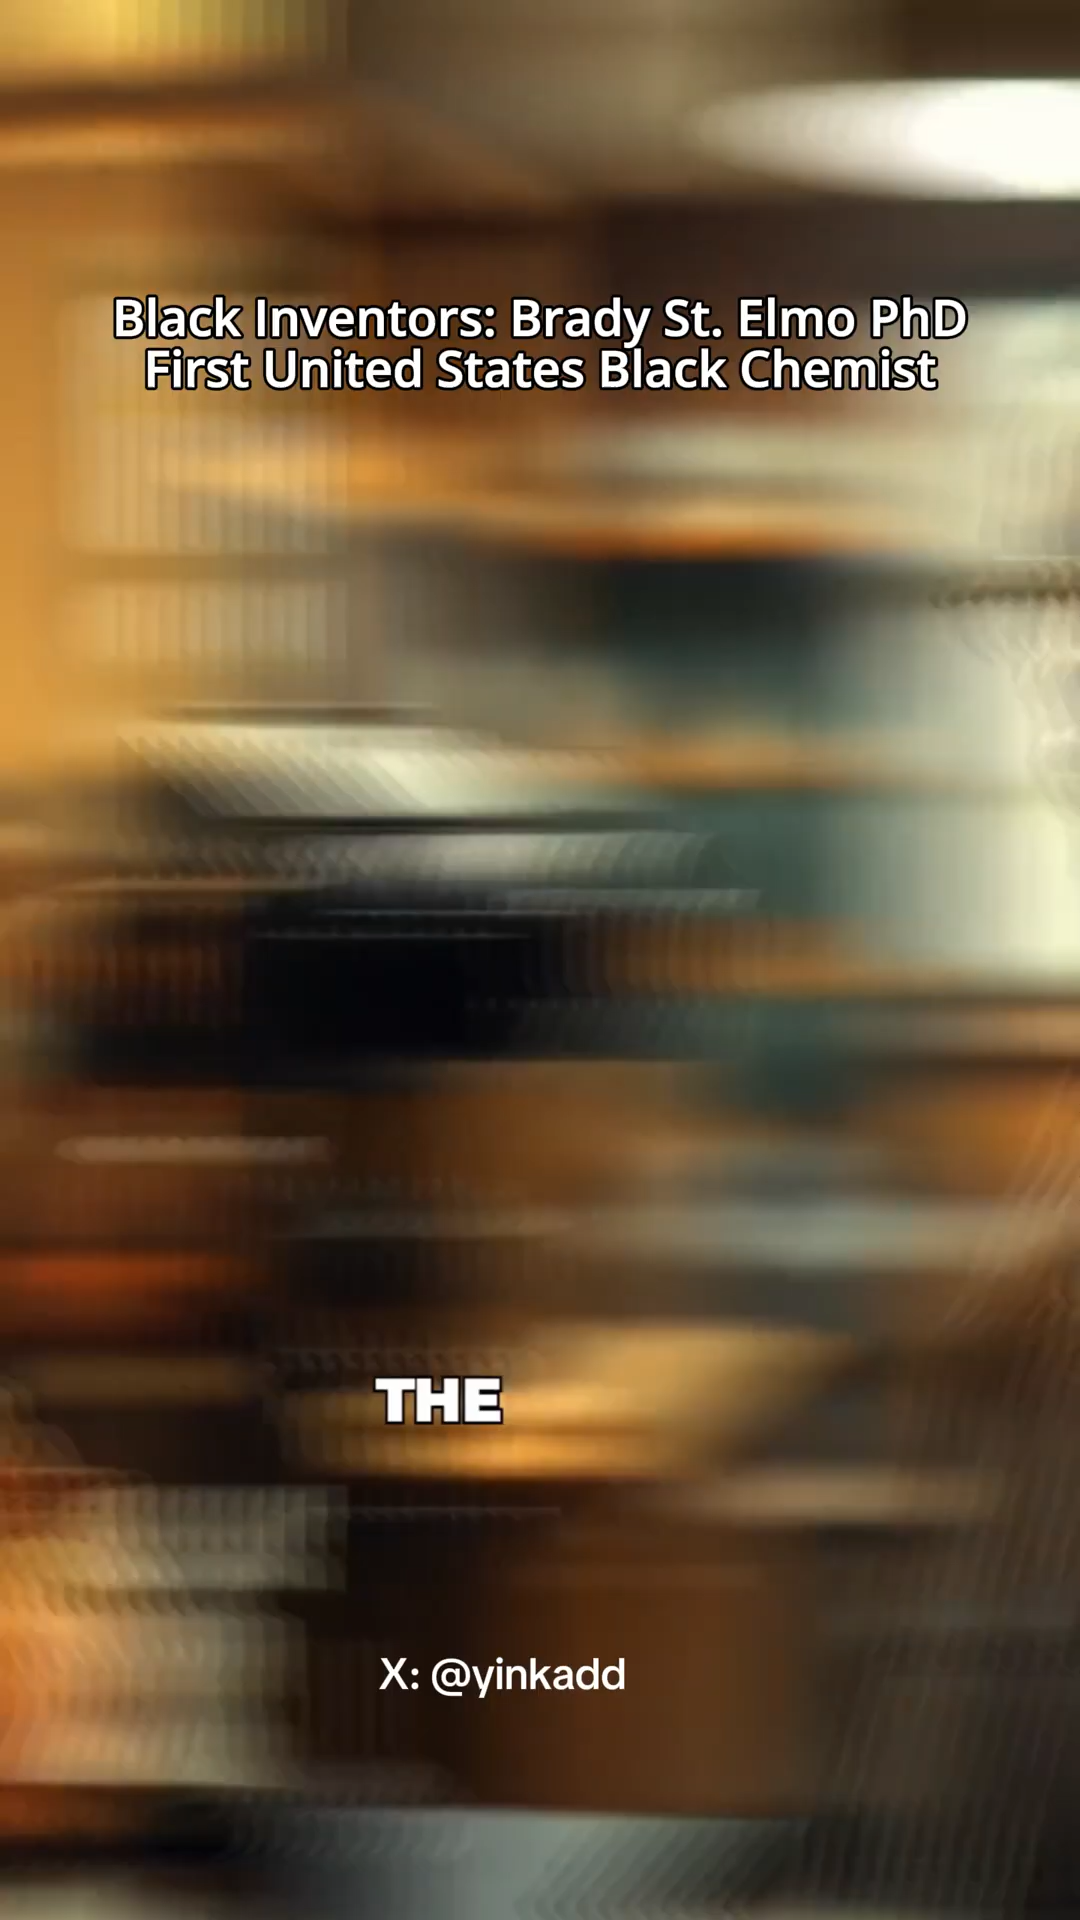 Black Inventors: Brady St. Elmo PhD
First United States Black Chemist
THE
X: @yinkadd